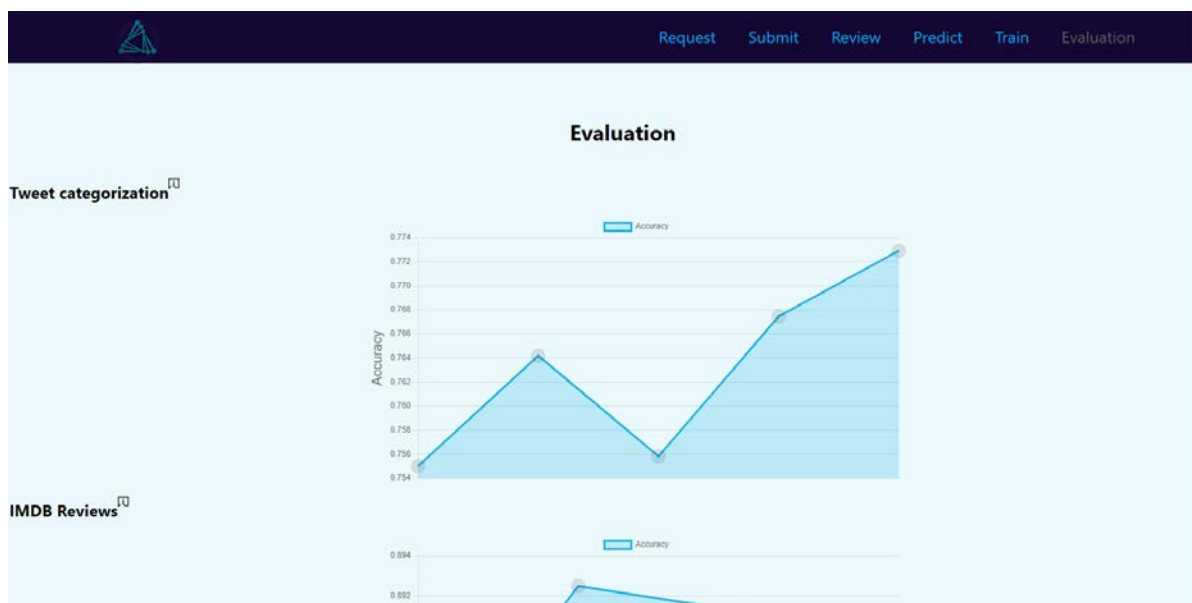 Request Submit Review Predict Train Evaluation
Evaluation
Tweet categorization
Accuracy
0.774
0.772
0.770
0.768
0.766
0.764
0.762
0.760
0.758
0.756
0.754
Accuracy
IMDB Reviews
Accuracy
0.894
0.892